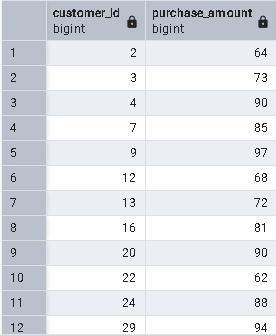 customer_id purchase_amount
bigint bigint
1 2 64
2 3 73
3 4 90
4 7 85
5 9 97
6 12 68
7 13 72
8 16 81
9 20 90
10 22 62
11 24 88
12 29 94